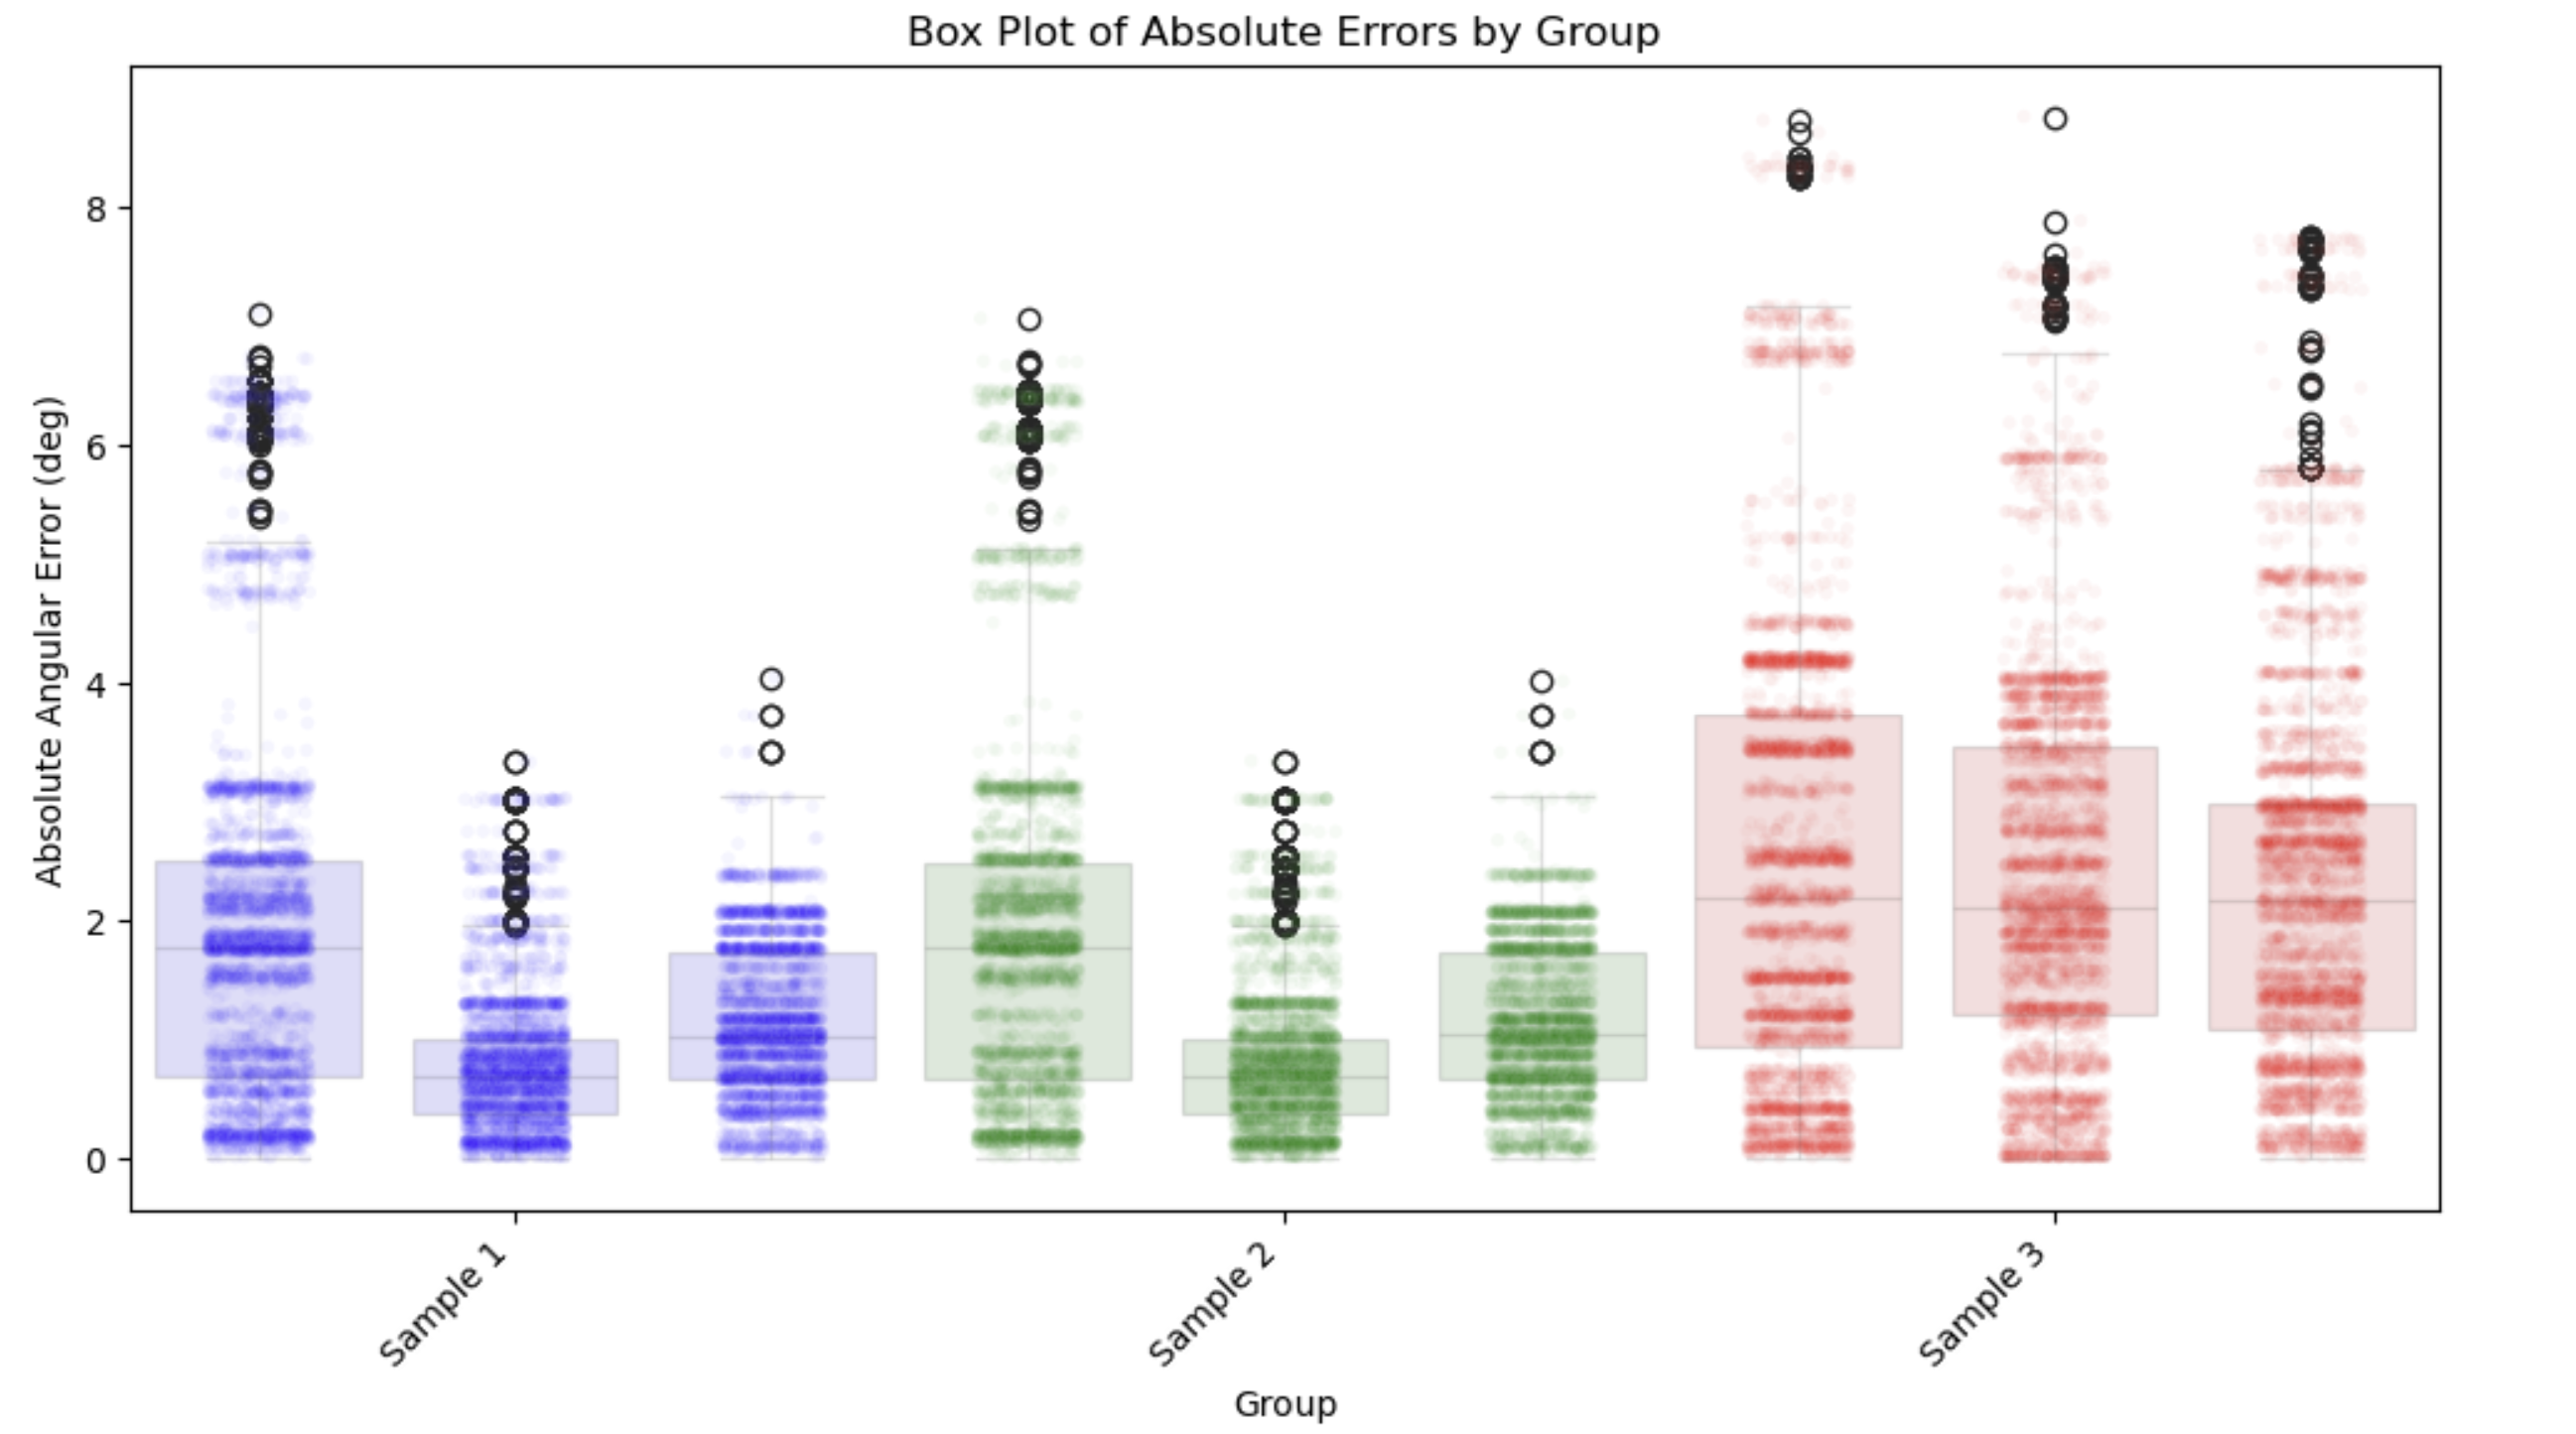 Box Plot of Absolute Errors by Group
Absolute Angular Error (deg)
8
6
4
2
0
Sample 1
Sample 2
Sample 3
Group